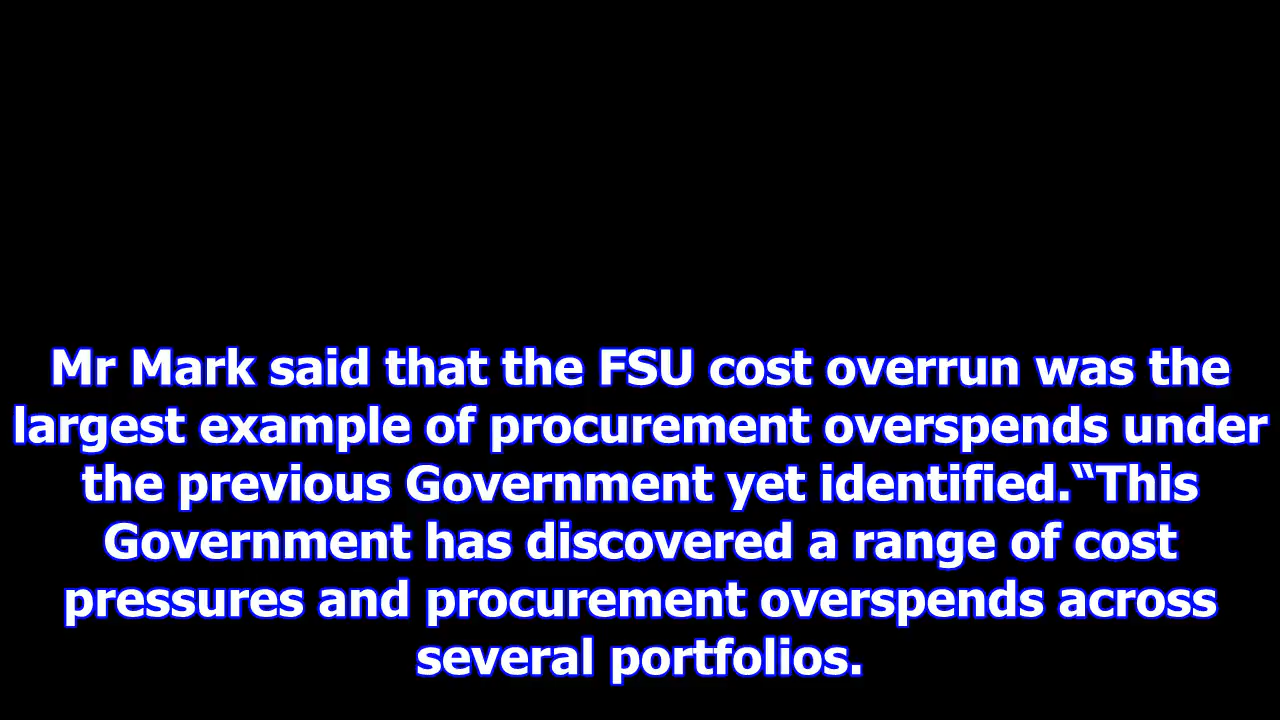 Mr Mark said that the FSU cost overrun was the
largest example of procurement overspends under
the previous Government yet identified.“This
Government has discovered a range of cost
pressures and procurement overspends across
several portfolios.